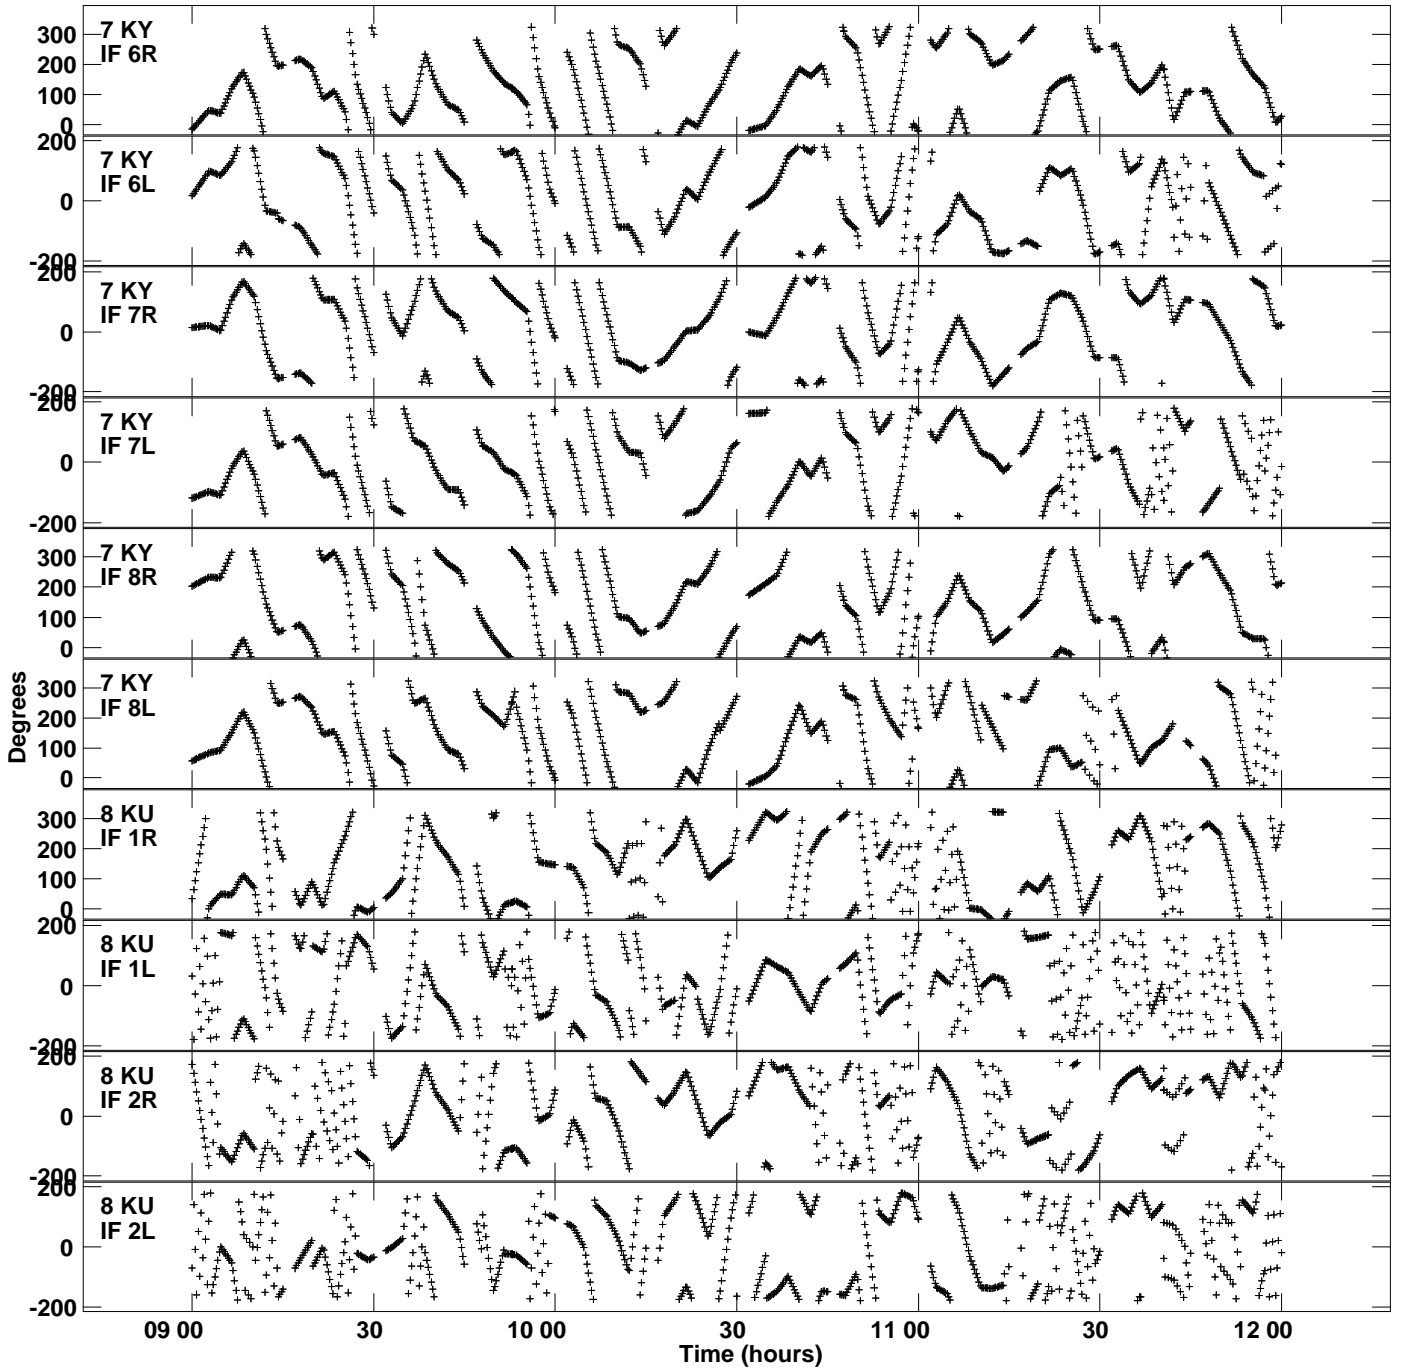 7 KY
IF 6R
300
200
100
0
7 KY
IF 6L
200
0
-200
7 KY
IF 7R
200
0
-200
7 KY
IF 7L
200
0
-200
7 KY
IF 8R
300
200
100
0
7 KY
IF 8L
300
200
100
0
Degrees
8 KU
IF 1R
300
200
100
0
8 KU
IF 1L
200
0
-200
8 KU
IF 2R
200
0
-200
8 KU
IF 2L
200
0
-200
09 00 30 10 00 30 11 00 30 12 00
Time (hours)